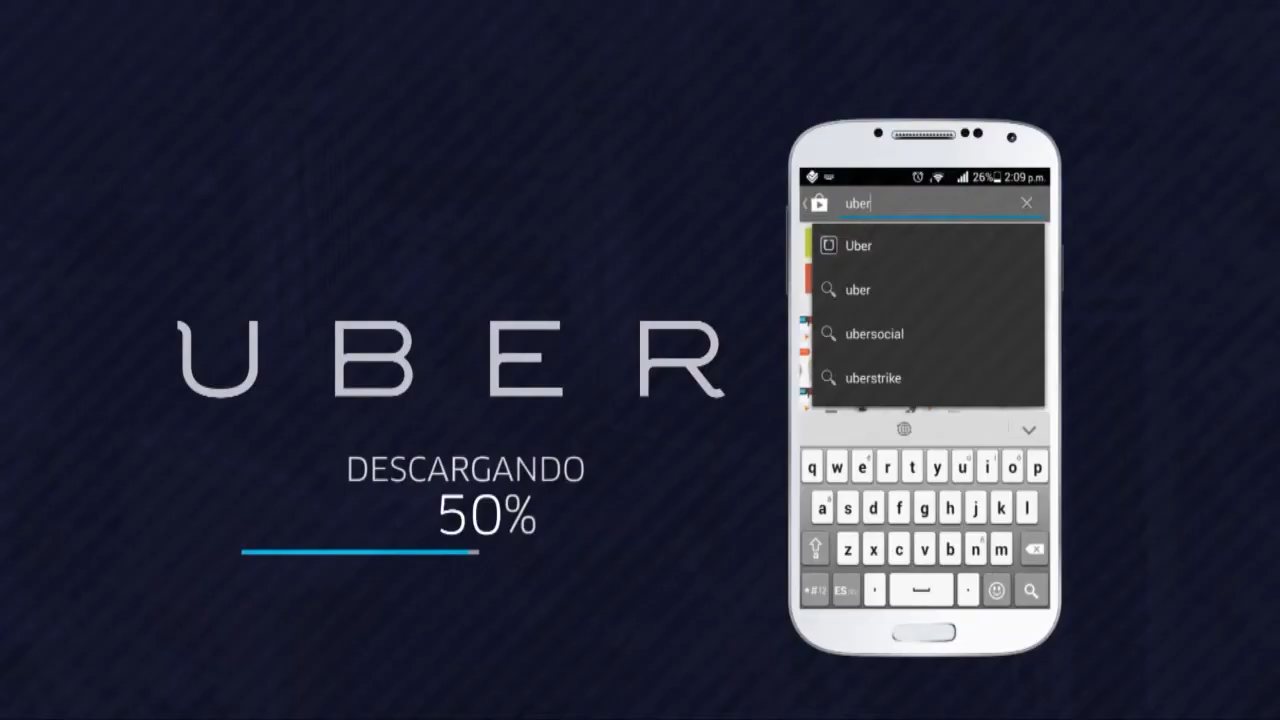 UBER
DESCARGANDO
50%
26% 2:09 p.m.
uber
Uber
uber
ubersocial
uberstrike
q w e r t y u i o p
a s d f g h j k l
z x c v b n m
ES